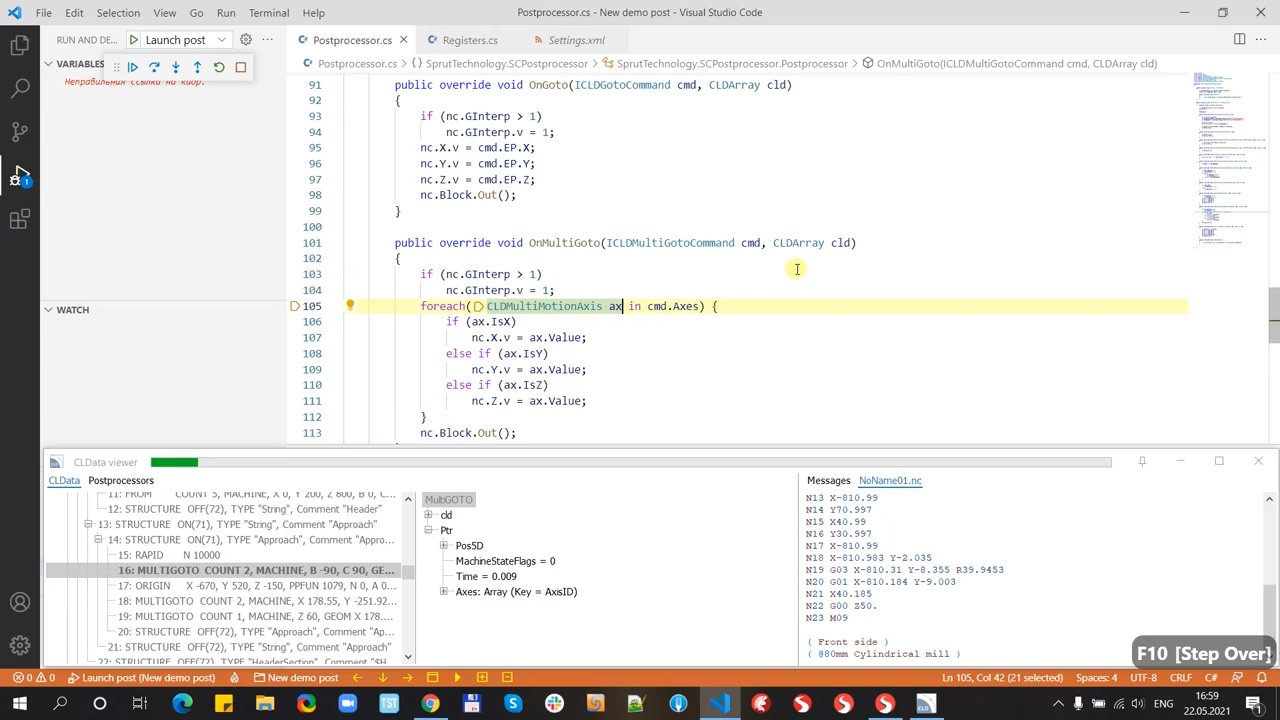 File Edit Selection View Go Run Terminal Help
Postprocessor.cs - New demo post - Visual Studio Code
RUN AND DE...
Launch post
Postprocessor.cs
Registers.cs
Settings.xml
VARIABLES
Неправильная ссылка на кадр.
Postprocessor.cs > {} SprutTechnology.SCPostprocessor > SprutTechnology.SCPostprocessor.Postprocessor > OnMultiGoto(ICLDMultiGotoCommand cmd, CLDArray cld)
91 public override void OnGoto(ICLDGotoCommand cmd, CLDArray cld)
92 {
93
94 nc.GInterp.v = 1;
95 nc.X.v =
96 nc.Y.v =
97
98 nc.Block.Out();
99 }
100
101 public override void OnMultiGoto(ICLDMultiGotoCommand cmd, CLDArray cld)
102 {
103 if (nc.GInterp > 1)
104 nc.GInterp.v = 1;
105 foreach( CLDMultiMotionAxis ax in cmd.Axes) {
106 if (ax.IsX)
107 nc.X.v = ax.Value;
108 else if (ax.IsY)
109 nc.Y.v = ax.Value;
110 else if (ax.IsZ)
111 nc.Z.v = ax.Value;
112 }
113 nc.Block.Out();
WATCH
1
CLData viewer
CLData Postprocessors
11: FROM COUNT 3, MACHINE, X 0, Y 200, Z 800, B 0, C
12: STRUCTURE OFF(72), TYPE "String", Comment "Header"
13: STRUCTURE ON(71), TYPE "String", Comment "Approach"
14: STRUCTURE ON(71), TYPE "Approach", Comment "Appro...
15: RAPID N 10000
16: MULTIGOTO COUNT 2, MACHINE, B -90, C 90, GE...
17: ORIGIN X -670, Y 520, Z -150, PPFUN 1079, N 0, A 0...
18: MULTIGOTO COUNT 2, MACHINE, X 178.55, Y -251.92...
19: MULTIGOTO COUNT 1, MACHINE, Z 60, GEOM X 178....
20: STRUCTURE OFF(72), TYPE "Approach", Comment "Ap...
21: STRUCTURE OFF(72), TYPE "String", Comment "Approach"
22: STRUCTURE ON(71), TYPE "HeaderSection", Comment "$H...
MultiGOTO
cld
Ptr
Pos5D
MachineStateFlags = 0
Time = 0.009
Axes: Array (Key = AxisID)
Messages NoName01.nc
N13 X-810.99
N14 Y70.997
N15 X40.99
N16 Y30.997
N17 X-810.99
N18 X-810.983 Y-2.035
N19 G03 X-810.31 Y-8.355 R39.9453
N20 G01 X-810.184 Y-9.003
N21 X40.185
N22 G00 Z50.
N23 M09
( Front side )
( @80mm Cylindrical mill )
F10 [Step Over]
0 0 Launch post (New demo post) New demo post
Ln 105, Col 42 (21 selected) Spaces: 4 UTF-8 CRLF C#
16:59
22.05.2021